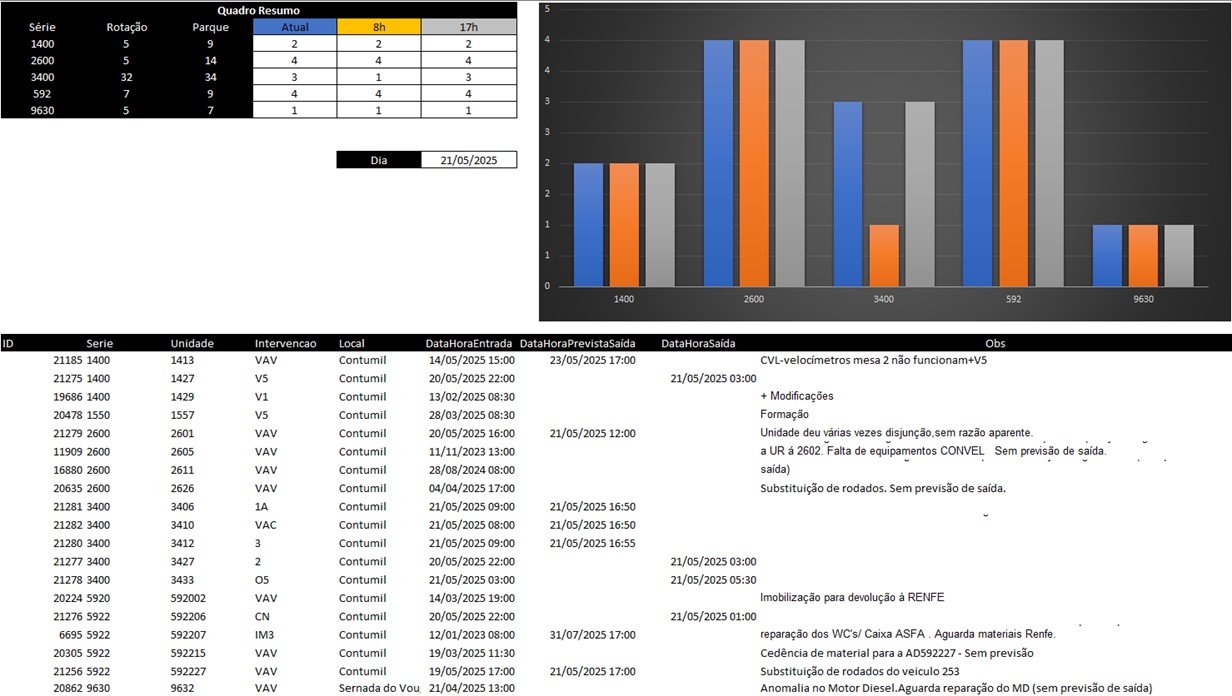 Quadro Resumo
Série Rotação Parque Atual 8h 17h
1400 5 9 2 2 2
2600 5 14 4 4 4
3400 32 34 3 1 3
592 7 9 4 4 4
9630 5 7 1 1 1
Dia 21/05/2025
5
4
4
3
3
2
2
1
1
0
1400 2600 3400 592 9630
ID Serie Unidade Intervencao Local DataHoraEntrada DataHoraPrevistaSaída DataHoraSaída Obs
21185 1400 1413 VAV Contumil 14/05/2025 15:00 23/05/2025 17:00 CVL-velocímetros mesa 2 não funcionam+V5
21275 1400 1427 V5 Contumil 20/05/2025 22:00 21/05/2025 03:00
19686 1400 1429 V1 Contumil 13/02/2025 08:30 + Modificações
20478 1550 1557 V5 Contumil 28/03/2025 08:30 Formação
21279 2600 2601 VAV Contumil 20/05/2025 16:00 21/05/2025 12:00 Unidade deu várias vezes disjunção,sem razão aparente.
11909 2600 2605 VAV Contumil 11/11/2023 13:00 a UR á 2602. Falta de equipamentos CONVEL Sem previsão de saída.
16880 2600 2611 VAV Contumil 28/08/2024 08:00 saída)
20635 2600 2626 VAV Contumil 04/04/2025 17:00 Substituição de rodados. Sem previsão de saída.
21281 3400 3406 1A Contumil 21/05/2025 09:00 21/05/2025 16:50
21282 3400 3410 VAC Contumil 21/05/2025 08:00 21/05/2025 16:50
21280 3400 3412 3 Contumil 21/05/2025 09:00 21/05/2025 16:55
21277 3400 3427 2 Contumil 20/05/2025 22:00 21/05/2025 03:00
21278 3400 3433 O5 Contumil 21/05/2025 03:00 21/05/2025 05:30
20224 5920 592002 VAV Contumil 14/03/2025 19:00 Imobilização para devolução à RENFE
21276 5922 592206 CN Contumil 20/05/2025 22:00 21/05/2025 01:00
6695 5922 592207 IM3 Contumil 12/01/2023 08:00 31/07/2025 17:00 reparação dos WC's/ Caixa ASFA . Aguarda materiais Renfe.
20305 5922 592215 VAV Contumil 19/03/2025 11:30 Cedência de material para a AD592227 - Sem previsão
21256 5922 592227 VAV Contumil 19/05/2025 17:00 21/05/2025 17:00 Substituição de rodados do veiculo 253
20862 9630 9632 VAV Sernada do Vou 21/04/2025 13:00 Anomalia no Motor Diesel.Aguarda reparação do MD (sem previsão de saída)